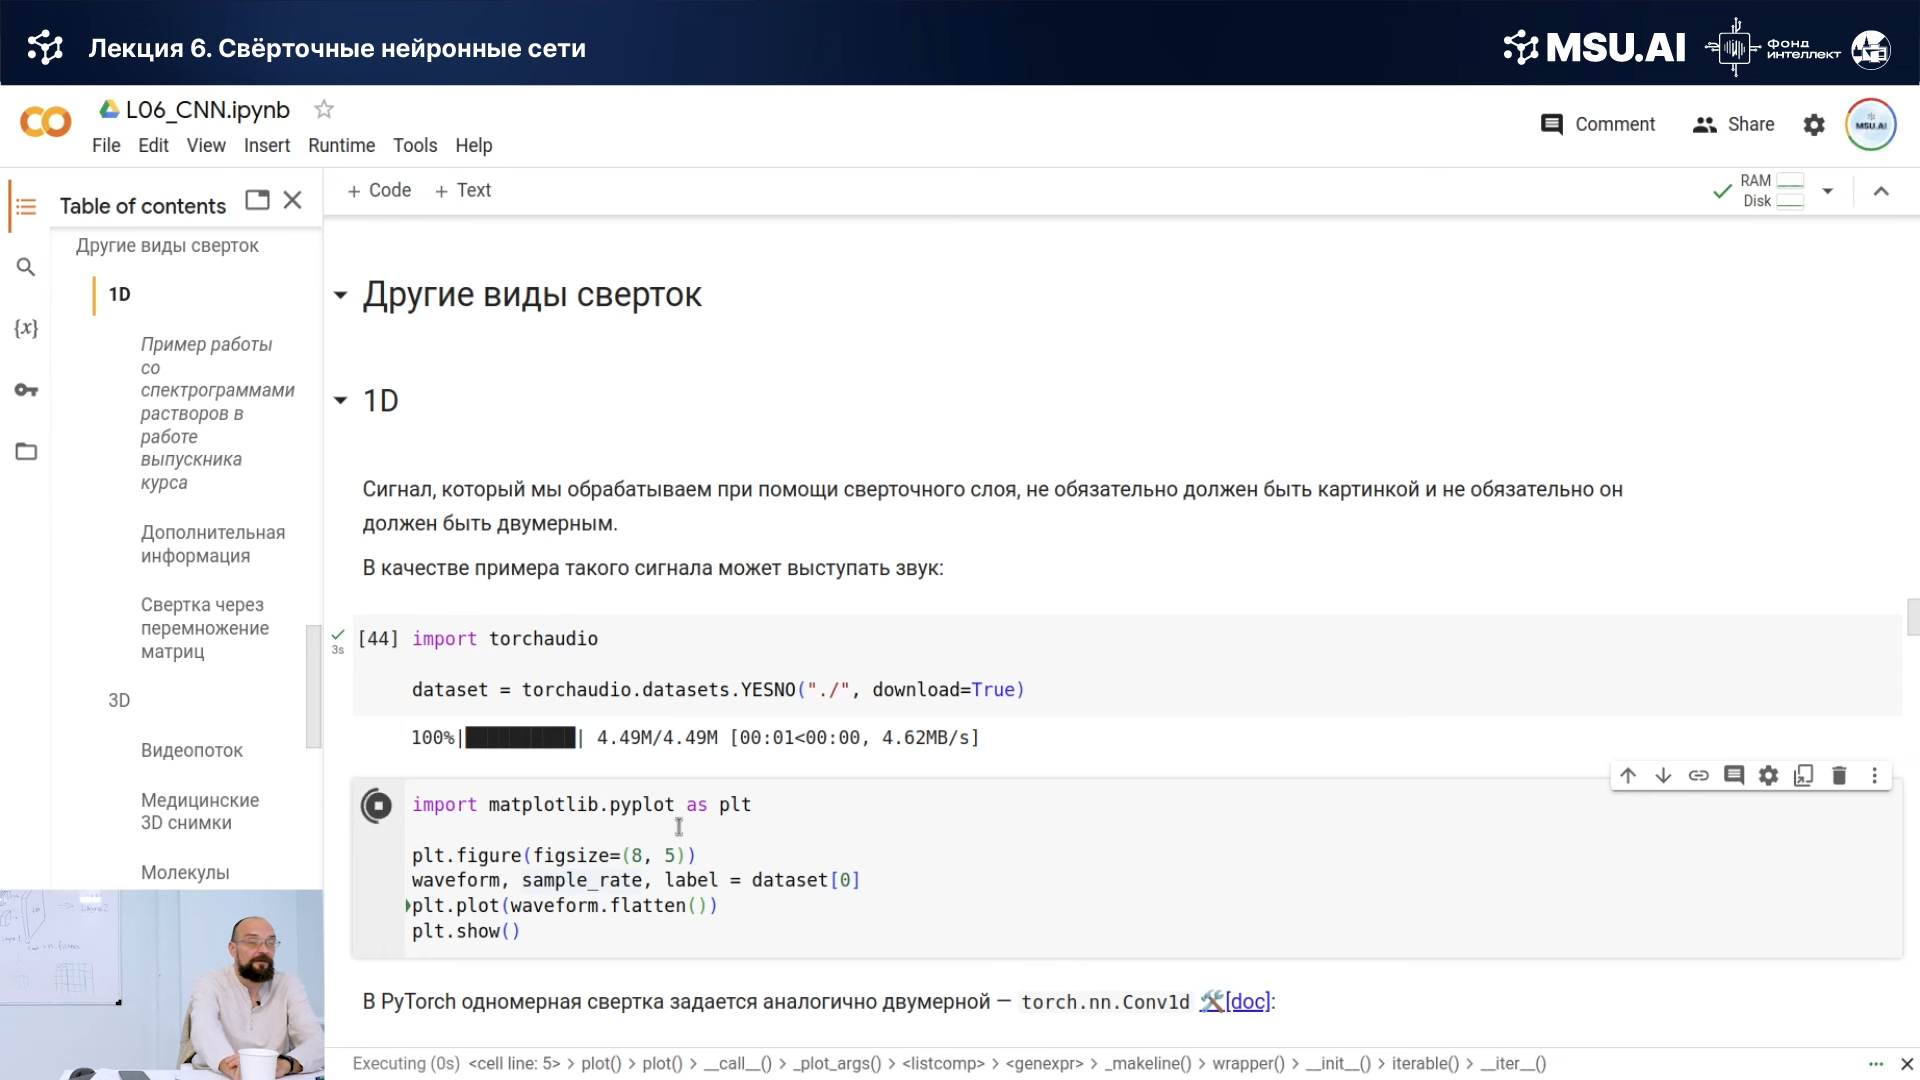 Лекция 6. Свёрточные нейронные сети
MSU.AI
ФОНД
ИНТЕЛЛЕКТ
L06_CNN.ipynb
File Edit View Insert Runtime Tools Help
Comment
Share
MSU.AI
Table of contents
+ Code + Text
RAM
Disk
Другие виды сверток
1D
Пример работы
со
спектрограммами
растворов в
работе
выпускника
курса
Дополнительная
информация
Свертка через
перемножение
матриц
3D
Видеопоток
Медицинские
3D снимки
Молекулы
{x}
Другие виды сверток
1D
Сигнал, который мы обрабатываем при помощи сверточного слоя, не обязательно должен быть картинкой и не обязательно он
должен быть двумерным.
В качестве примера такого сигнала может выступать звук:
3s
[44] import torchaudio
dataset = torchaudio.datasets.YESNO("./", download=True)
100%|██████████| 4.49M/4.49M [00:01<00:00, 4.62MB/s]
import matplotlib.pyplot as plt
plt.figure(figsize=(8, 5))
waveform, sample_rate, label = dataset[0]
plt.plot(waveform.flatten())
plt.show()
В PyTorch одномерная свертка задается аналогично двумерной — torch.nn.Conv1d 🛠️[doc]:
Executing (0s) <cell line: 5> > plot() > plot() > __call__() > _plot_args() > <listcomp> > <genexpr> > _makeline() > wrapper() > __init__() > iterable() > __iter__()